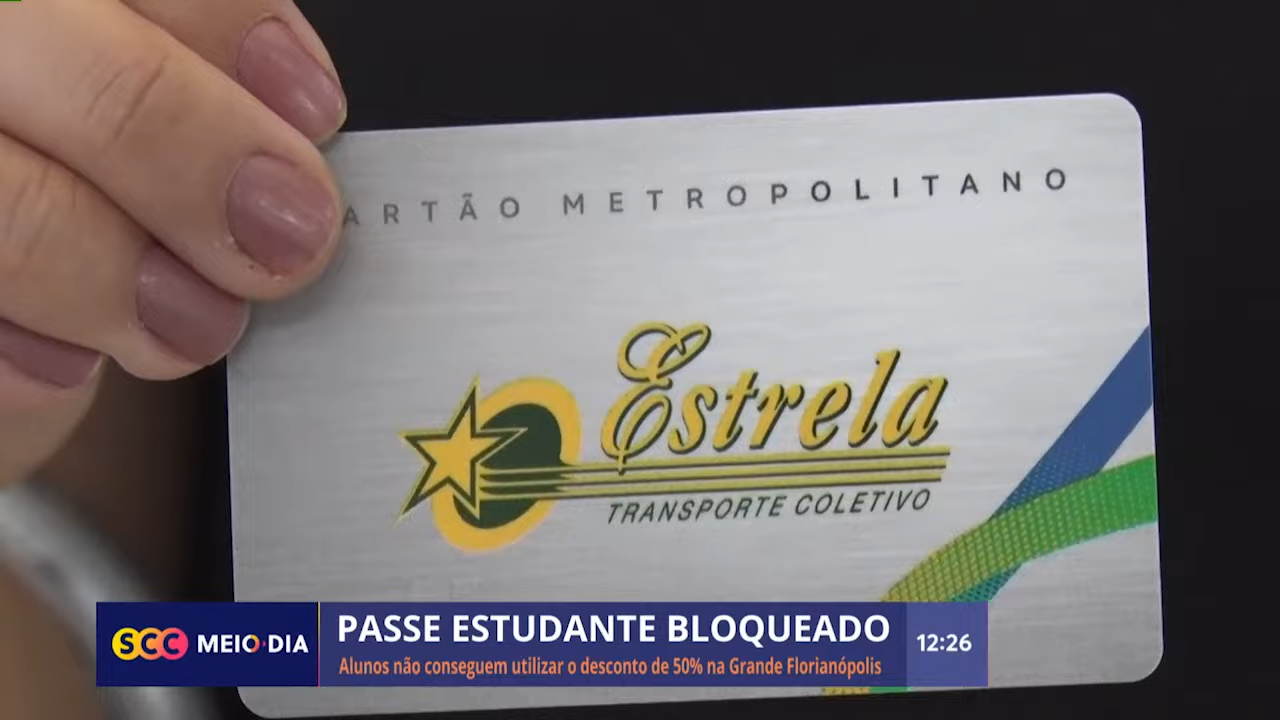 ARTÃO METROPOLITANO
Estrela
TRANSPORTE COLETIVO
SCC MEIO-DIA
PASSE ESTUDANTE BLOQUEADO
12:26
Alunos não conseguem utilizar o desconto de 50% na Grande Florianópolis